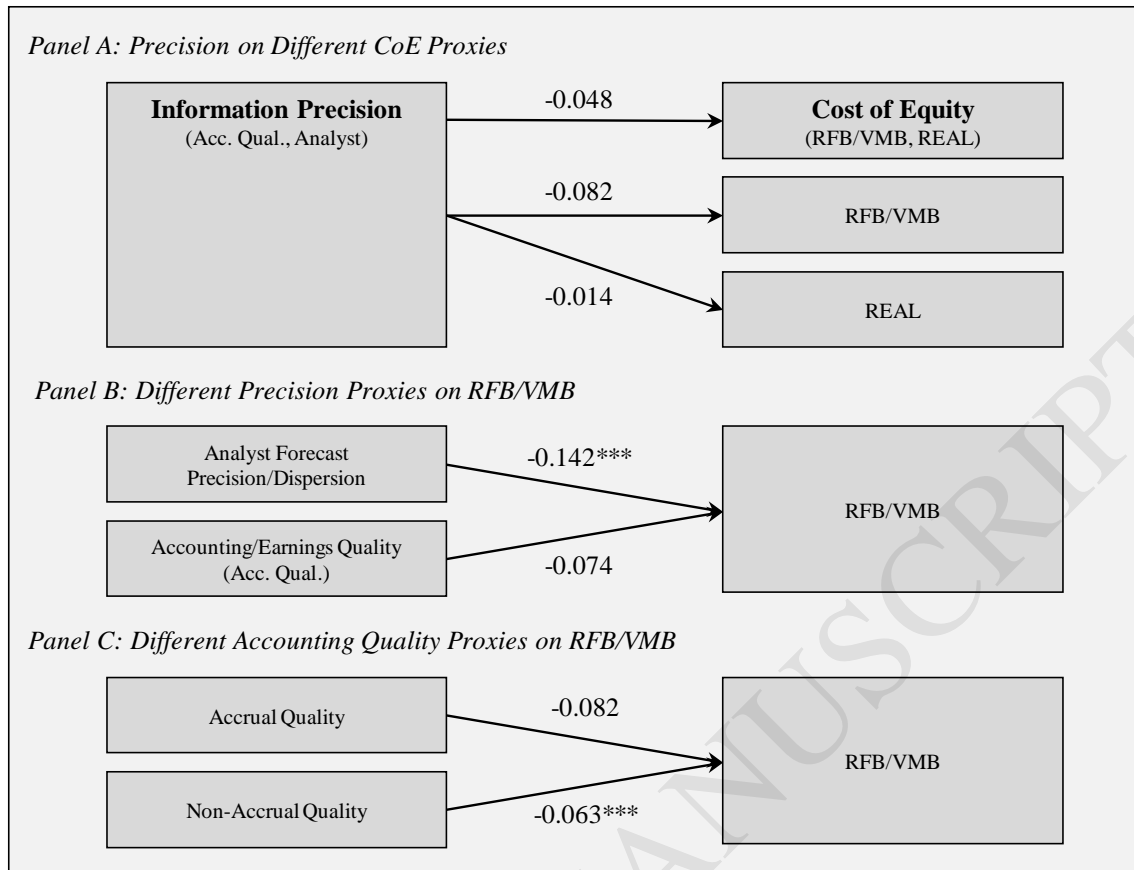 Panel A: Precision on Different CoE Proxies
Information Precision
(Acc. Qual., Analyst)
-0.048
Cost of Equity
(RFB/VMB, REAL)
-0.082
RFB/VMB
-0.014
REAL
Panel B: Different Precision Proxies on RFB/VMB
Analyst Forecast
Precision/Dispersion
-0.142***
RFB/VMB
Accounting/Earnings Quality
(Acc. Qual.)
-0.074
Panel C: Different Accounting Quality Proxies on RFB/VMB
Accrual Quality
-0.082
RFB/VMB
Non-Accrual Quality
-0.063***
ANUSCRIPT